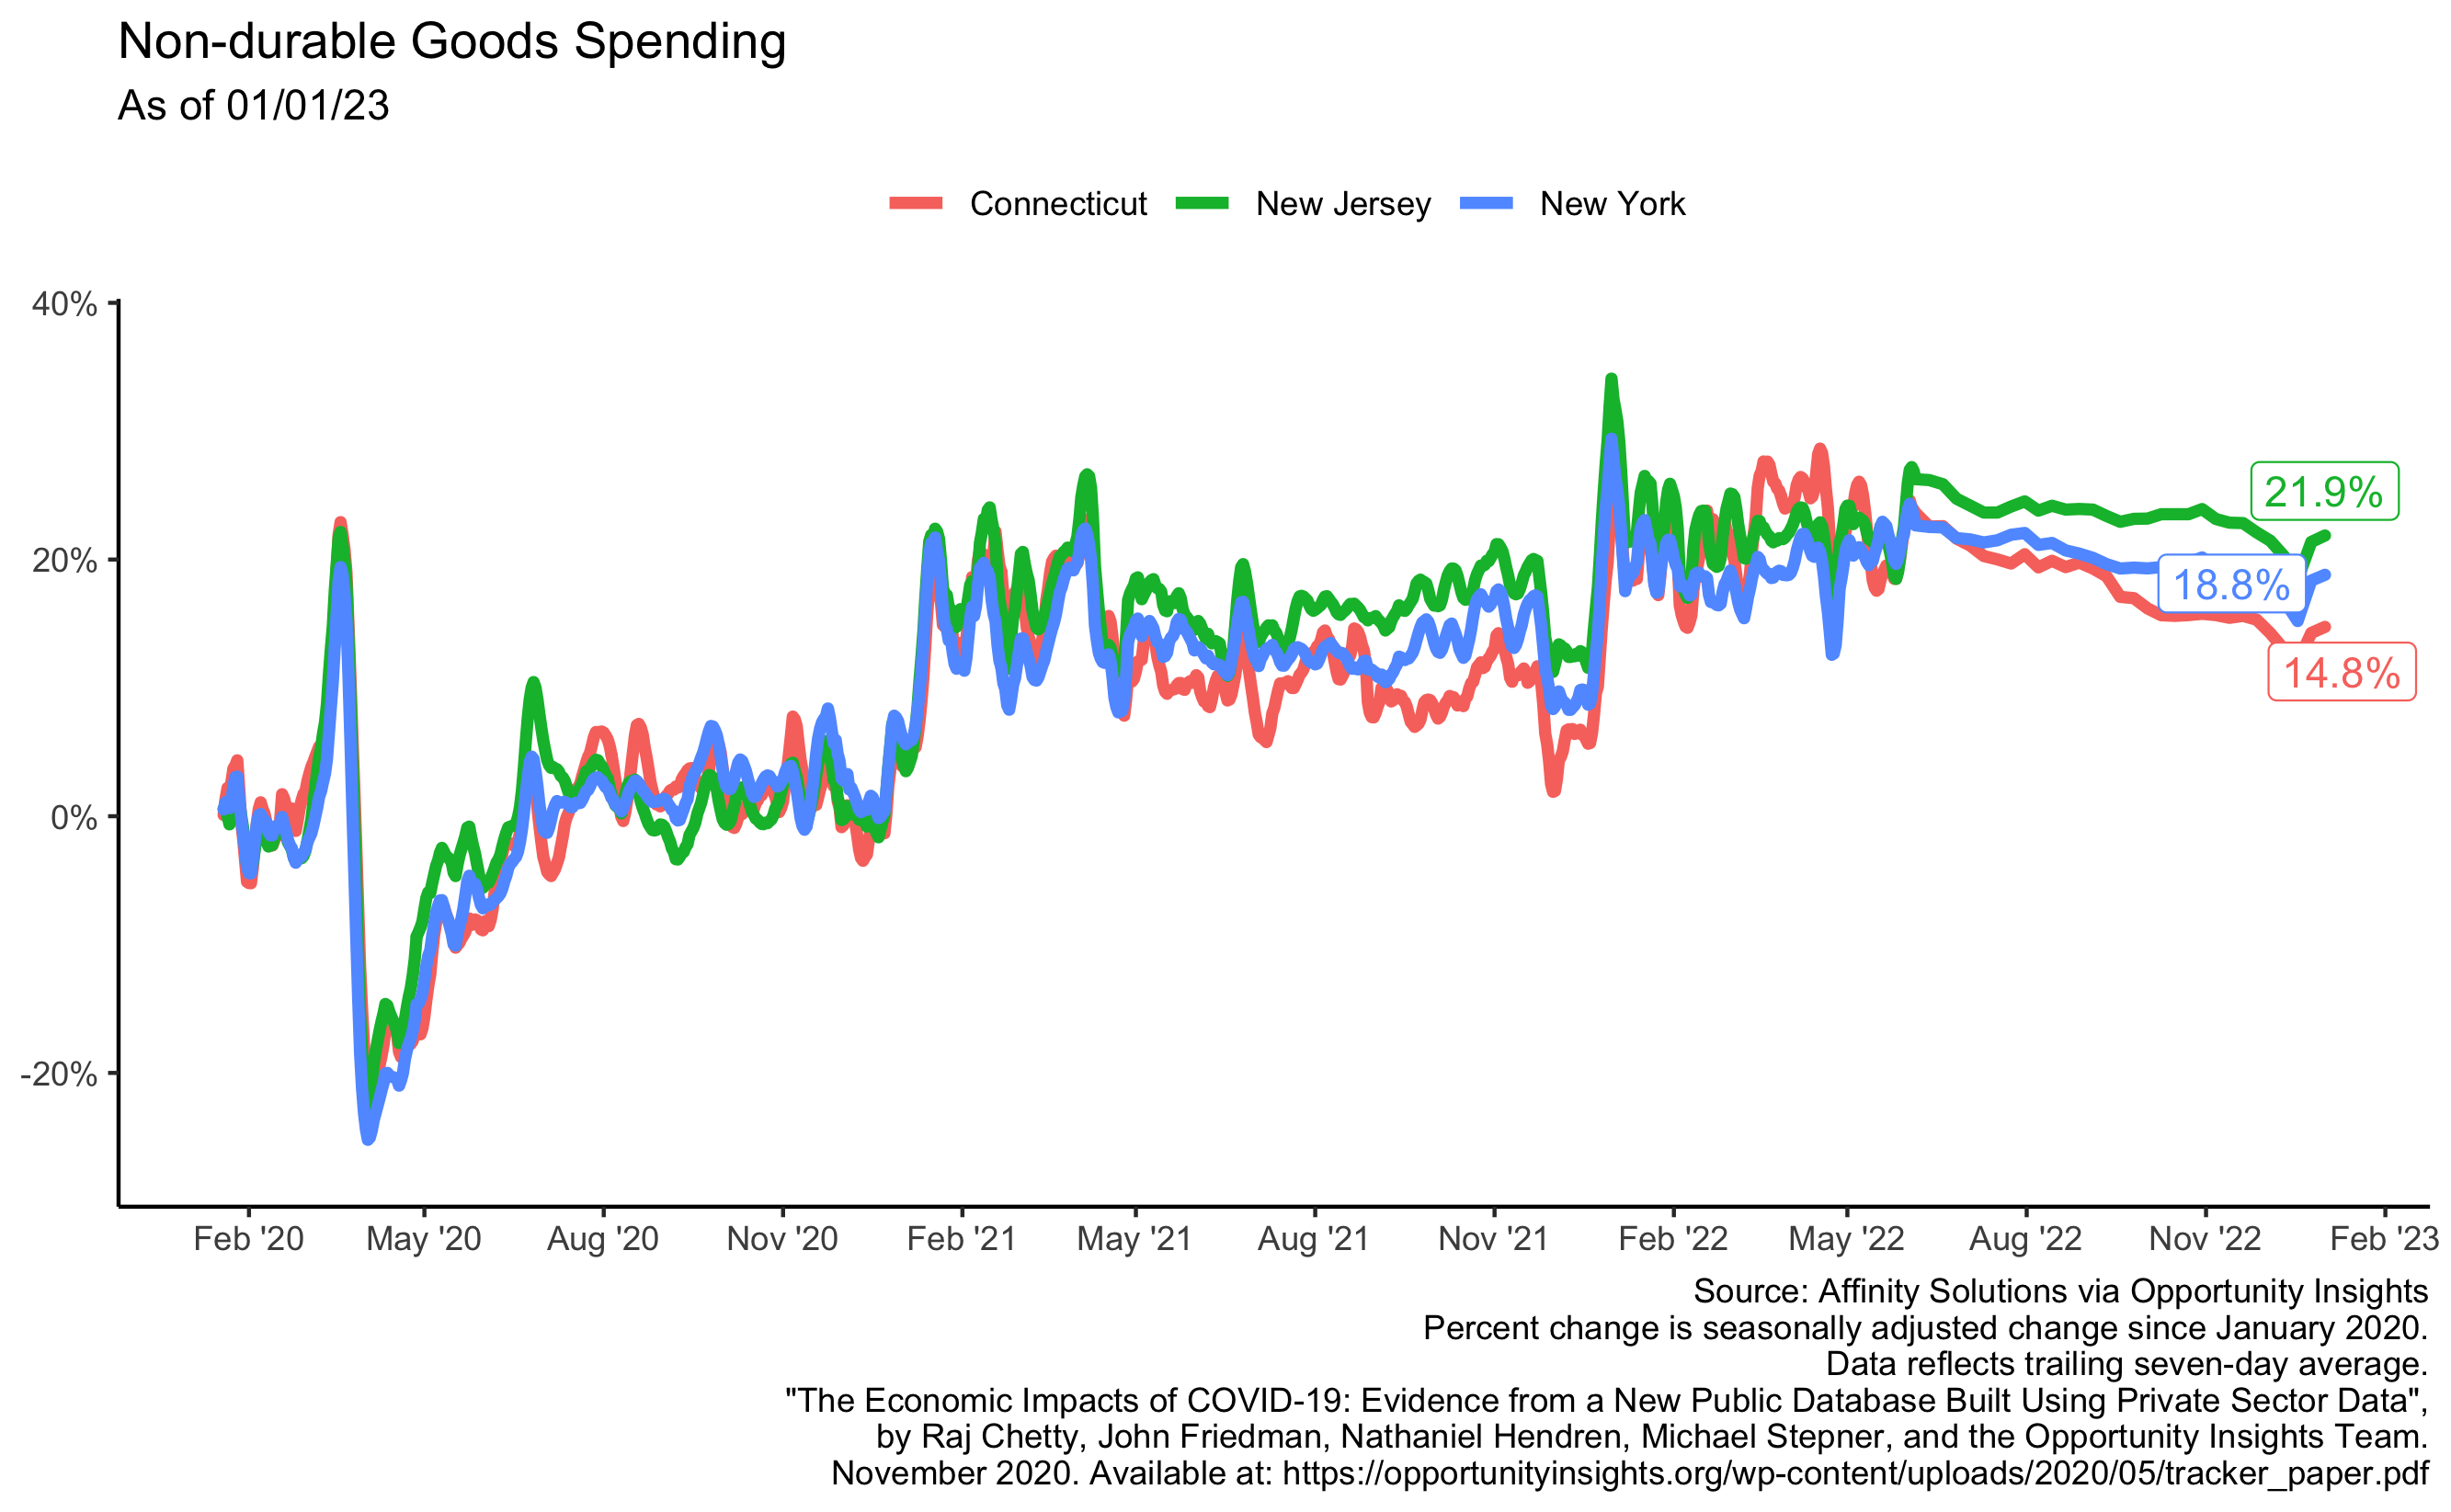 Non-durable Goods Spending
As of 01/01/23
Connecticut New Jersey New York
40%
20%
0%
-20%
21.9%
18.8%
14.8%
Feb '20 May '20 Aug '20 Nov '20 Feb '21 May '21 Aug '21 Nov '21 Feb '22 May '22 Aug '22 Nov '22 Feb '23
Source: Affinity Solutions via Opportunity Insights
Percent change is seasonally adjusted change since January 2020.
Data reflects trailing seven-day average.
"The Economic Impacts of COVID-19: Evidence from a New Public Database Built Using Private Sector Data",
by Raj Chetty, John Friedman, Nathaniel Hendren, Michael Stepner, and the Opportunity Insights Team.
November 2020. Available at: https://opportunityinsights.org/wp-content/uploads/2020/05/tracker_paper.pdf